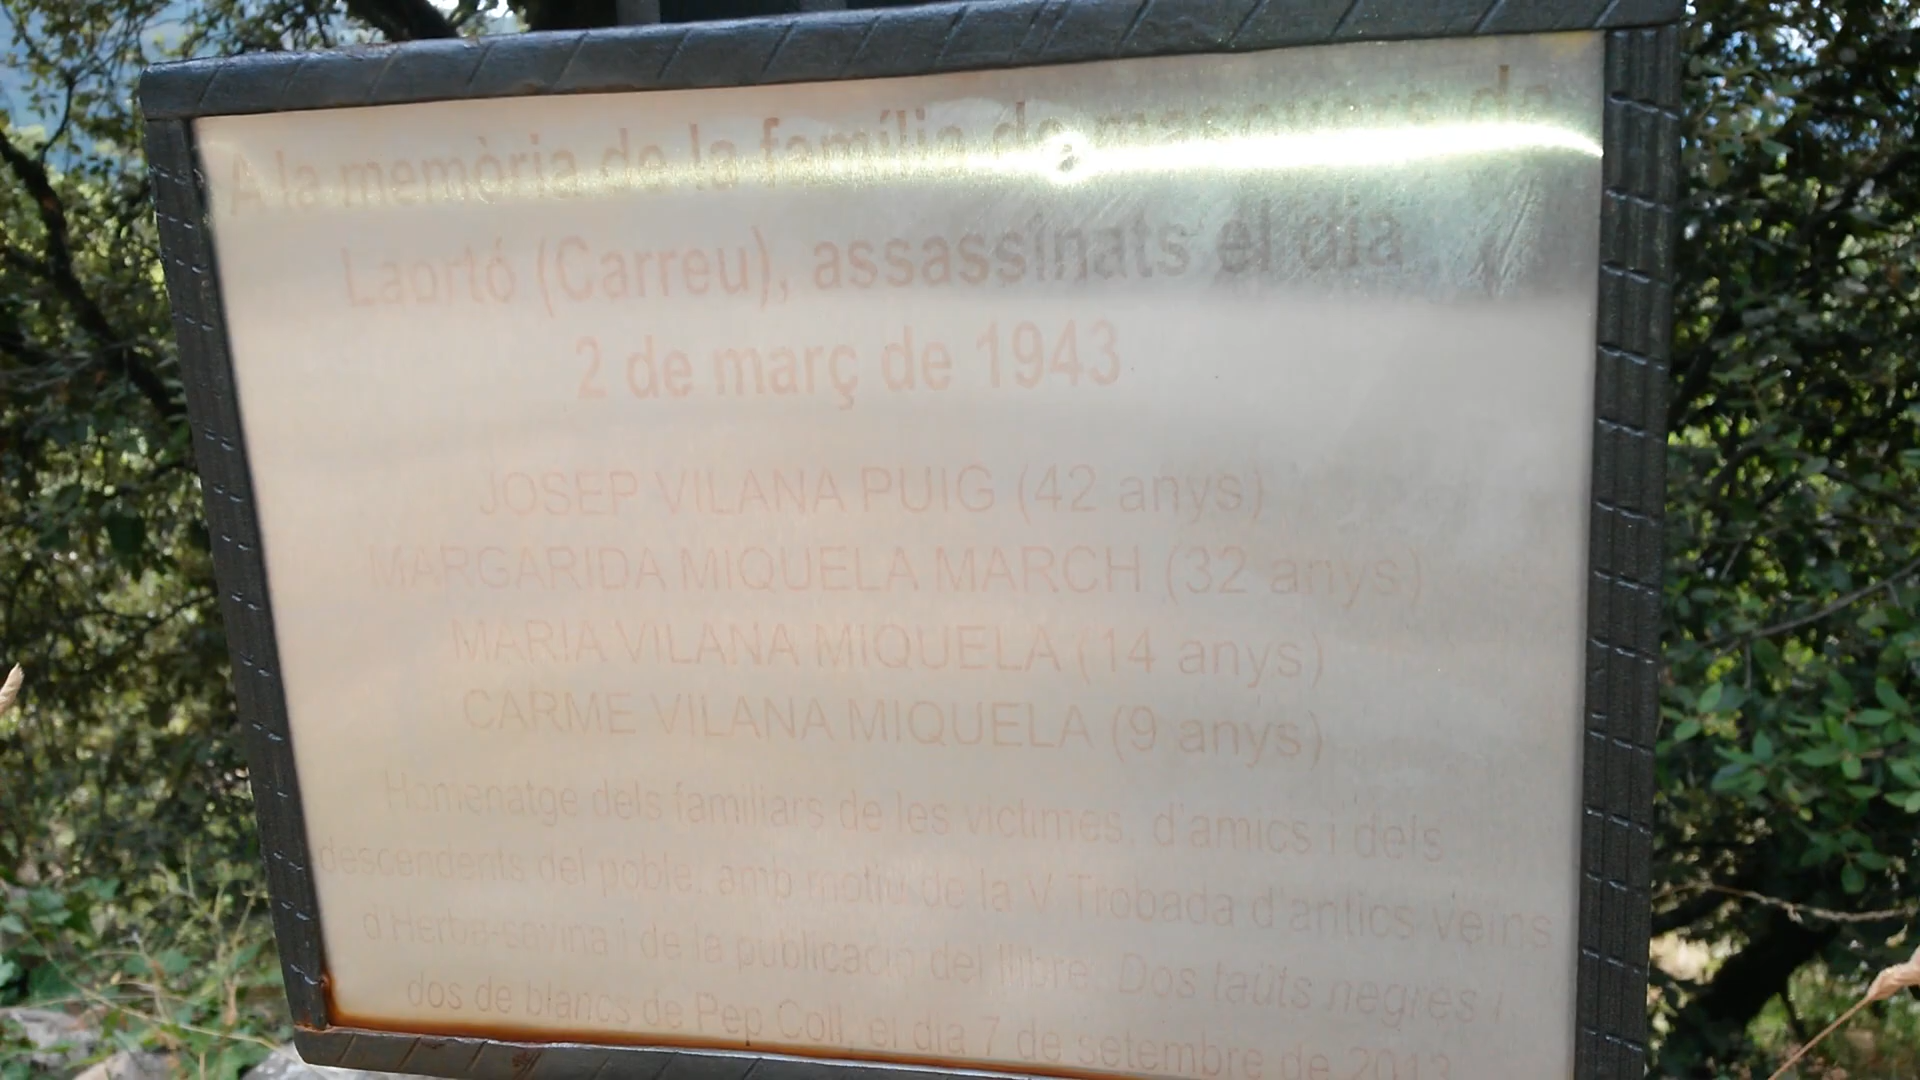 A la memòria de la família de masovers de
Laortó (Carreu), assassinats el dia
2 de març de 1943
JOSEP VILANA PUIG (42 anys)
MARGARIDA MIQUELA MARCH (32 anys)
MARIA VILANA MIQUELA (14 anys)
CARME VILANA MIQUELA (9 anys)
Homenatge dels familiars de les víctimes, d'amics i dels
descendents del poble, amb motiu de la V Trobada d'antics veïns
d'Herba-savina i de la publicació del llibre: Dos taüts negres i
dos de blancs de Pep Coll, el dia 7 de setembre de 2013